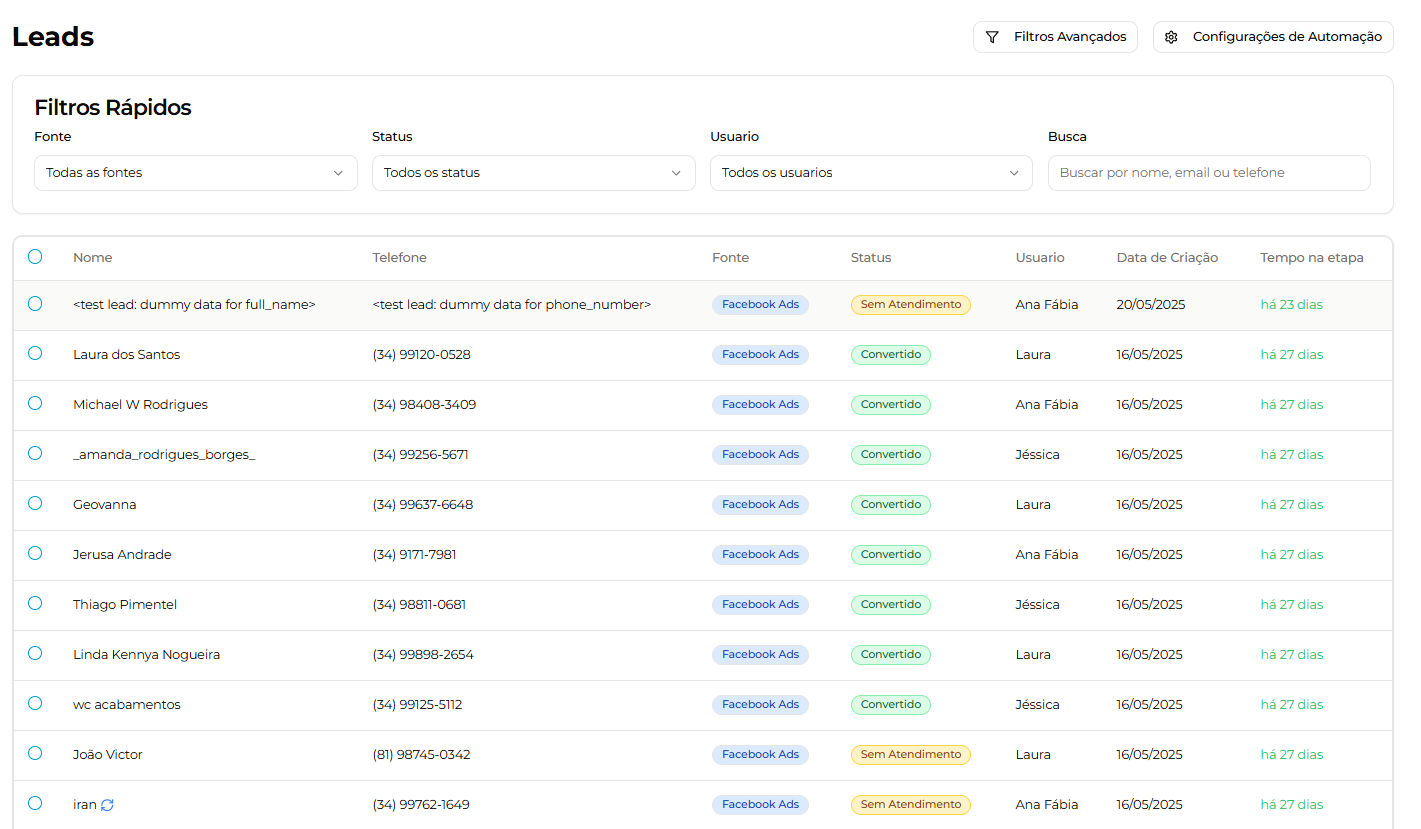 Leads
Filtros Avançados
Configurações de Automação
Filtros Rápidos
Fonte Status Usuario Busca
Todas as fontes Todos os status Todos os usuarios Buscar por nome, email ou telefone
Nome Telefone Fonte Status Usuario Data de Criação Tempo na etapa
<test lead: dummy data for full_name> <test lead: dummy data for phone_number> Facebook Ads Sem Atendimento Ana Fábia 20/05/2025 há 23 dias
Laura dos Santos (34) 99120-0528 Facebook Ads Convertido Laura 16/05/2025 há 27 dias
Michael W Rodrigues (34) 98408-3409 Facebook Ads Convertido Ana Fábia 16/05/2025 há 27 dias
_amanda_rodrigues_borges_ (34) 99256-5671 Facebook Ads Convertido Jéssica 16/05/2025 há 27 dias
Geovanna (34) 99637-6648 Facebook Ads Convertido Laura 16/05/2025 há 27 dias
Jerusa Andrade (34) 9171-7981 Facebook Ads Convertido Ana Fábia 16/05/2025 há 27 dias
Thiago Pimentel (34) 98811-0681 Facebook Ads Convertido Jéssica 16/05/2025 há 27 dias
Linda Kennya Nogueira (34) 99898-2654 Facebook Ads Convertido Laura 16/05/2025 há 27 dias
wc acabamentos (34) 99125-5112 Facebook Ads Convertido Jéssica 16/05/2025 há 27 dias
João Victor (81) 98745-0342 Facebook Ads Sem Atendimento Laura 16/05/2025 há 27 dias
iran (34) 99762-1649 Facebook Ads Sem Atendimento Ana Fábia 16/05/2025 há 27 dias